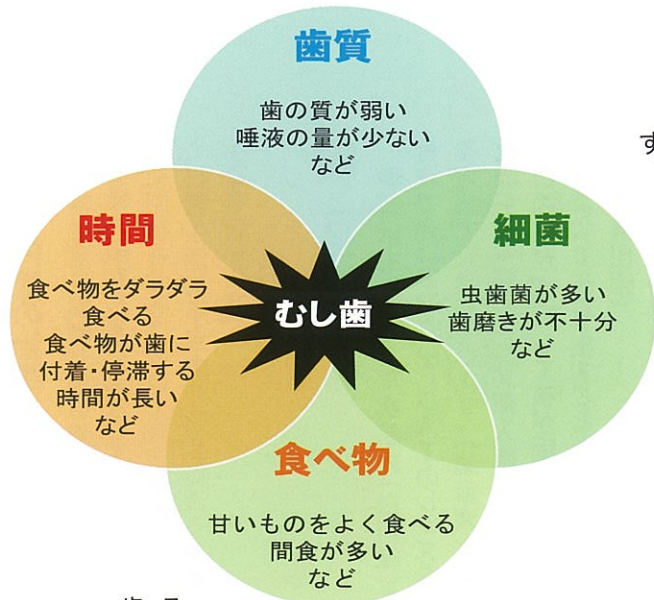 歯質
歯の質が弱い
唾液の量が少ない
など
す
時間
食べ物をダラダラ
食べる
食べ物が歯に
付着・停滞する
時間が長い
など
むし歯
細菌
虫歯菌が多い
歯磨きが不十分
など
食べ物
甘いものをよく食べる
間食が多い
など